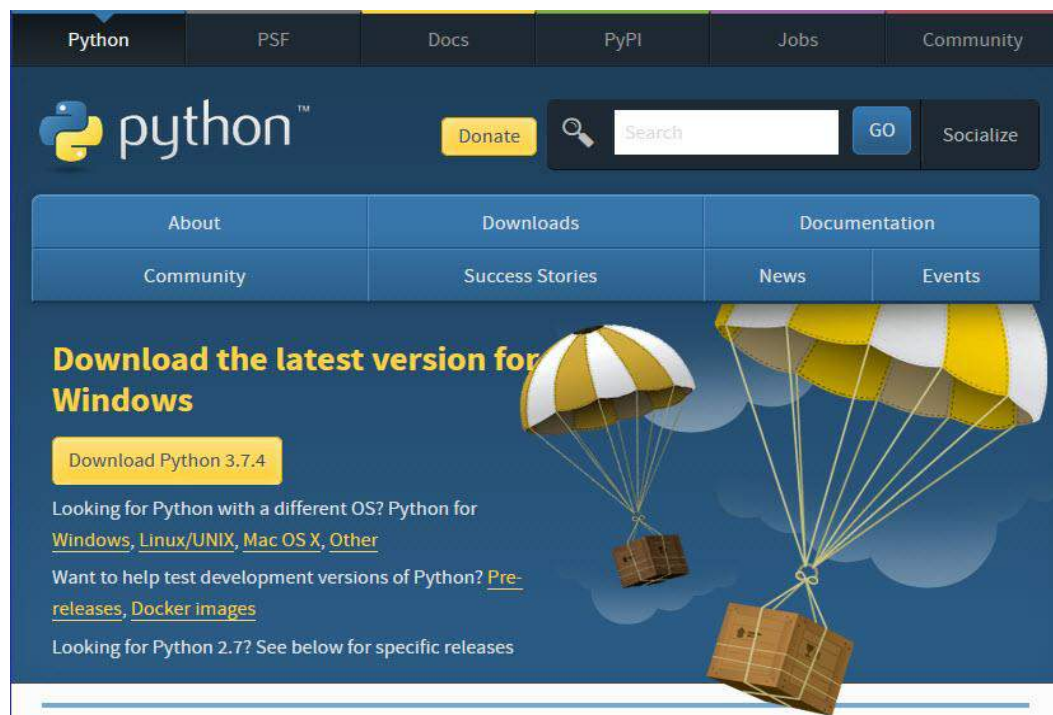 Python PSF Docs PyPI Jobs Community
python™ Donate Search GO Socialize
About Downloads Documentation
Community Success Stories News Events
Download the latest version for
Windows
Download Python 3.7.4
Looking for Python with a different OS? Python for
Windows, Linux/UNIX, Mac OS X, Other
Want to help test development versions of Python? Pre-
releases, Docker images
Looking for Python 2.7? See below for specific releases